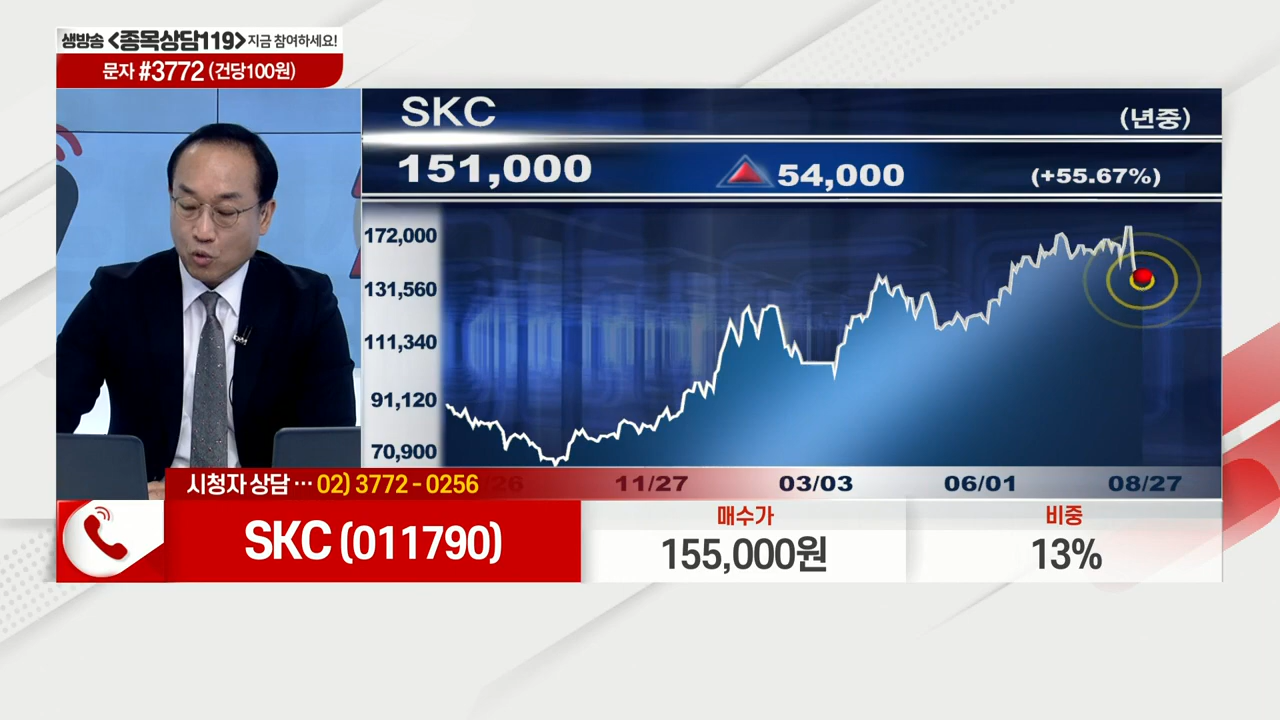 생방송 <종목상담119> 지금 참여하세요!
문자 #3772 (건당100원)
SKC
(년중)
151,000 54,000 (+55.67%)
172,000
131,560
111,340
91,120
70,900
11/27 03/03 06/01 08/27
시청자 상담 … 02) 3772 - 0256
SKC (011790)
매수가
155,000원
비중
13%